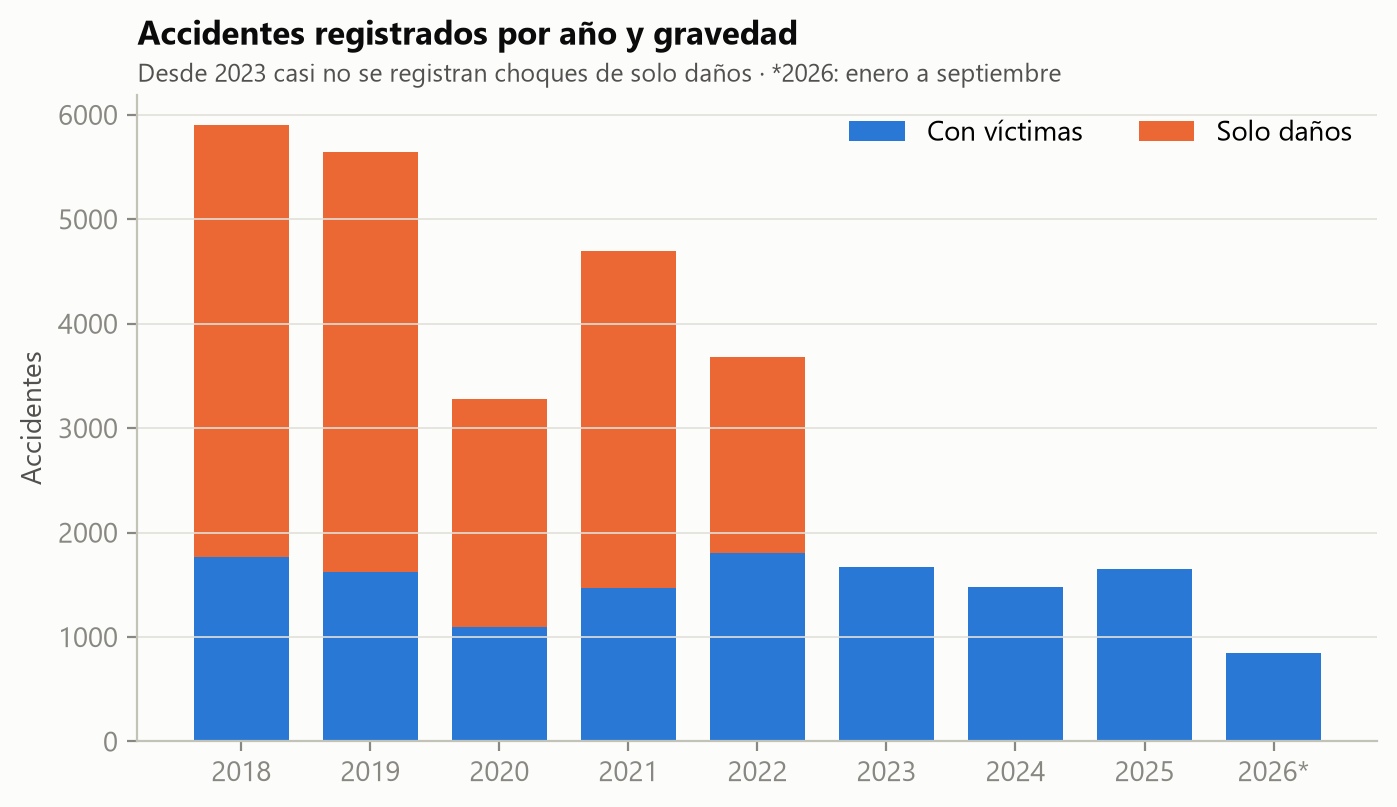 Accidentes registrados por año y gravedad
Desde 2023 casi no se registran choques de solo daños · *2026: enero a septiembre
Con víctimas
Solo daños
Accidentes
6000
5000
4000
3000
2000
1000
0
2018 2019 2020 2021 2022 2023 2024 2025 2026*